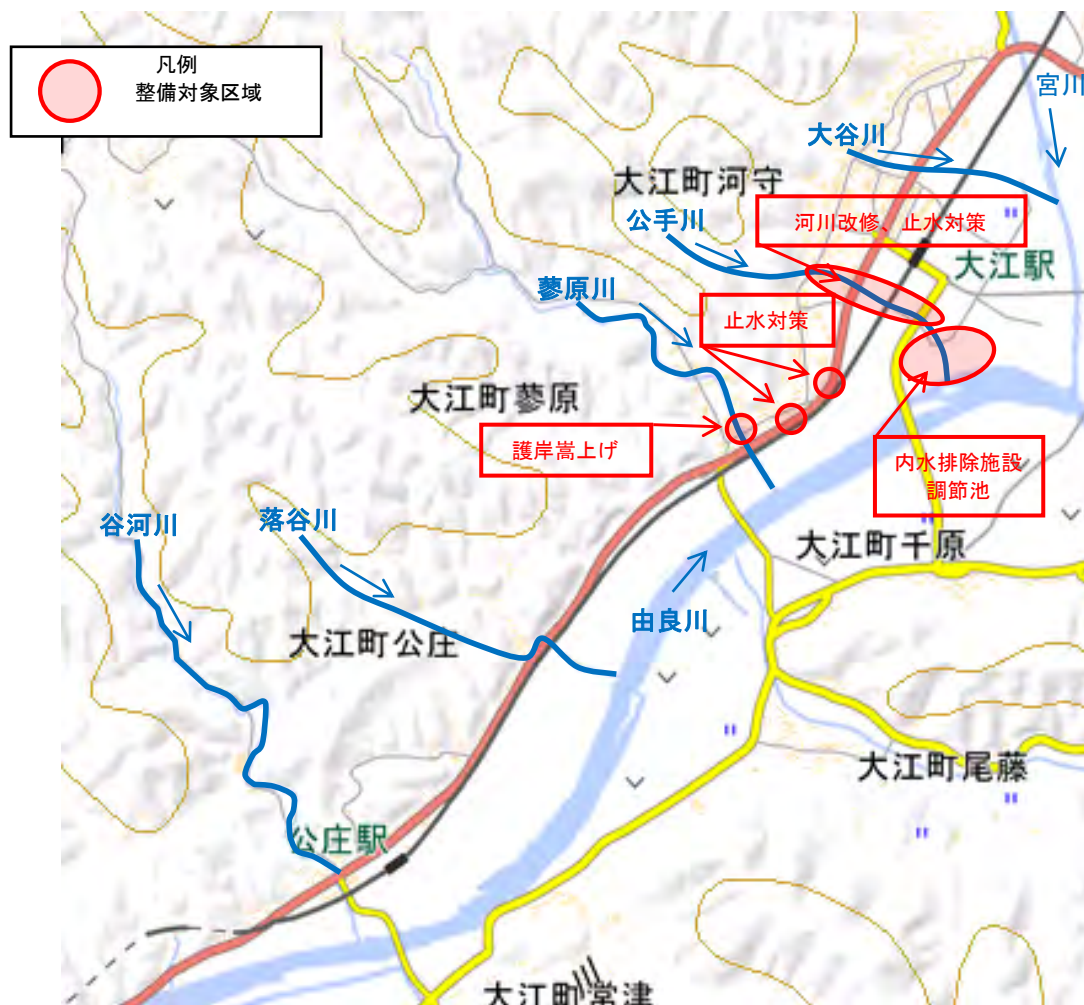 凡例
整備対象区域
宮川
大谷川
大江町河守
公手川
河川改修、止水対策
大江駅
蓼原川
止水対策
大江町蓼原
護岸嵩上げ
内水排除施設
調節池
谷河川
落谷川
大江町千原
由良川
大江町公庄
大江町尾藤
公庄駅
大江町常津